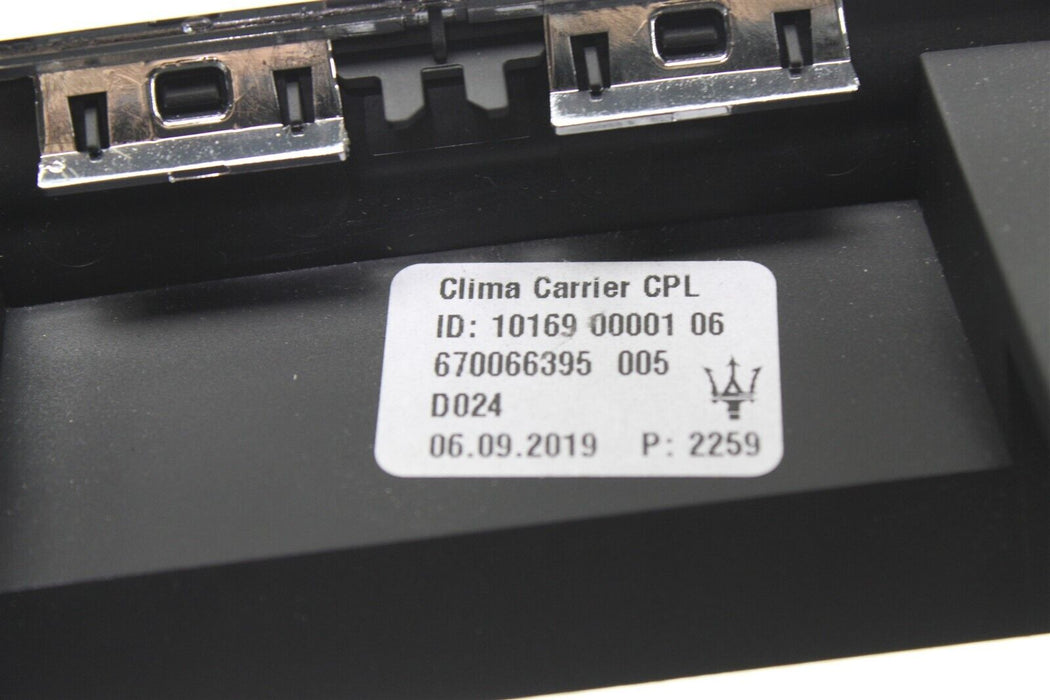 Clima Carrier CPL
ID: 10169 00001 06
670066395 005
D024
06.09.2019 P: 2259